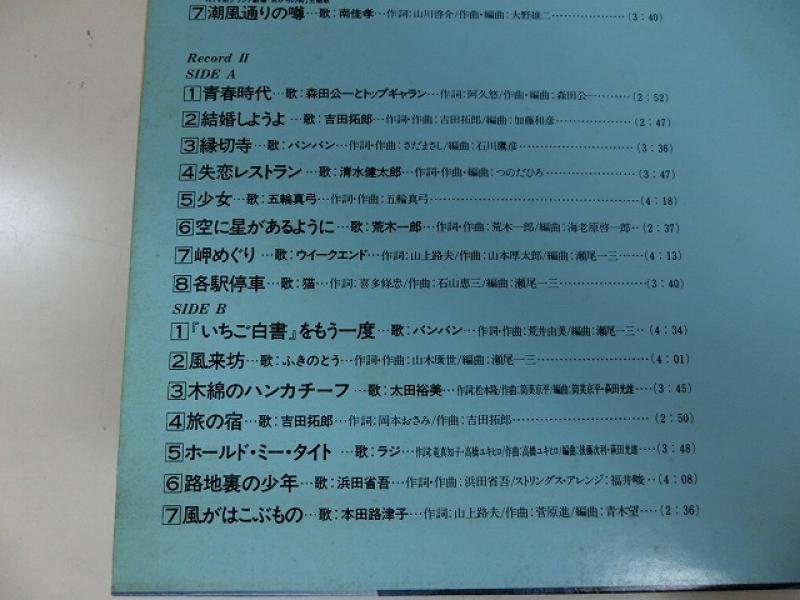 7 潮風通りの噂…歌:南佳孝…作詞:山川啓介/作曲・編曲:大野雄二………………(3:40)
Record II
SIDE A
1 青春時代…歌:森田公一とトップギャラン…作詞:阿久悠/作曲・編曲:森田公一………(2:52)
2 結婚しようよ…歌:吉田拓郎…作詞・作曲:吉田拓郎/編曲:加藤和彦………………(2:47)
3 縁切寺…歌:バンバン…作詞・作曲:さだまさし/編曲:石川鷹彦………………(3:36)
4 失恋レストラン…歌:清水健太郎…作詞・作曲・編曲:つのだひろ………………(3:47)
5 少女…歌:五輪真弓…作詞・作曲:五輪真弓………………(4:18)
6 空に星があるように…歌:荒木一郎…作詞・作曲:荒木一郎/編曲:海老原啓一郎…(2:37)
7 岬めぐり…歌:ウイークエンド…作詞:山上路夫/作曲:山本厚太郎/編曲:瀬尾一三……(4:13)
8 各駅停車…歌:猫…作詞:喜多條忠/作曲:石山恵三/編曲:瀬尾一三………………(3:40)
SIDE B
1 『いちご白書』をもう一度…歌:バンバン…作詞・作曲:荒井由美/編曲:瀬尾一三…(4:34)
2 風来坊…歌:ふきのとう…作詞・作曲:山木康世/編曲:瀬尾一三………………(4:01)
3 木綿のハンカチーフ…歌:太田裕美…作詞:松本隆/作曲:筒美京平/編曲:筒美京平・萩田光雄…(3:45)
4 旅の宿…歌:吉田拓郎…作詞:岡本おさみ/作曲:吉田拓郎………………(2:50)
5 ホールド・ミー・タイト…歌:ラジ…作詞:竜真知子・高橋ユキヒロ/作曲:高橋ユキヒロ/編曲:後藤次利・萩田光雄…(3:48)
6 路地裏の少年…歌:浜田省吾…作詞・作曲:浜田省吾/ストリングス・アレンジ:福井峻…(4:08)
7 風がはこぶもの…歌:本田路津子…作詞:山上路夫/作曲:菅原進/編曲:青木望…(2:36)